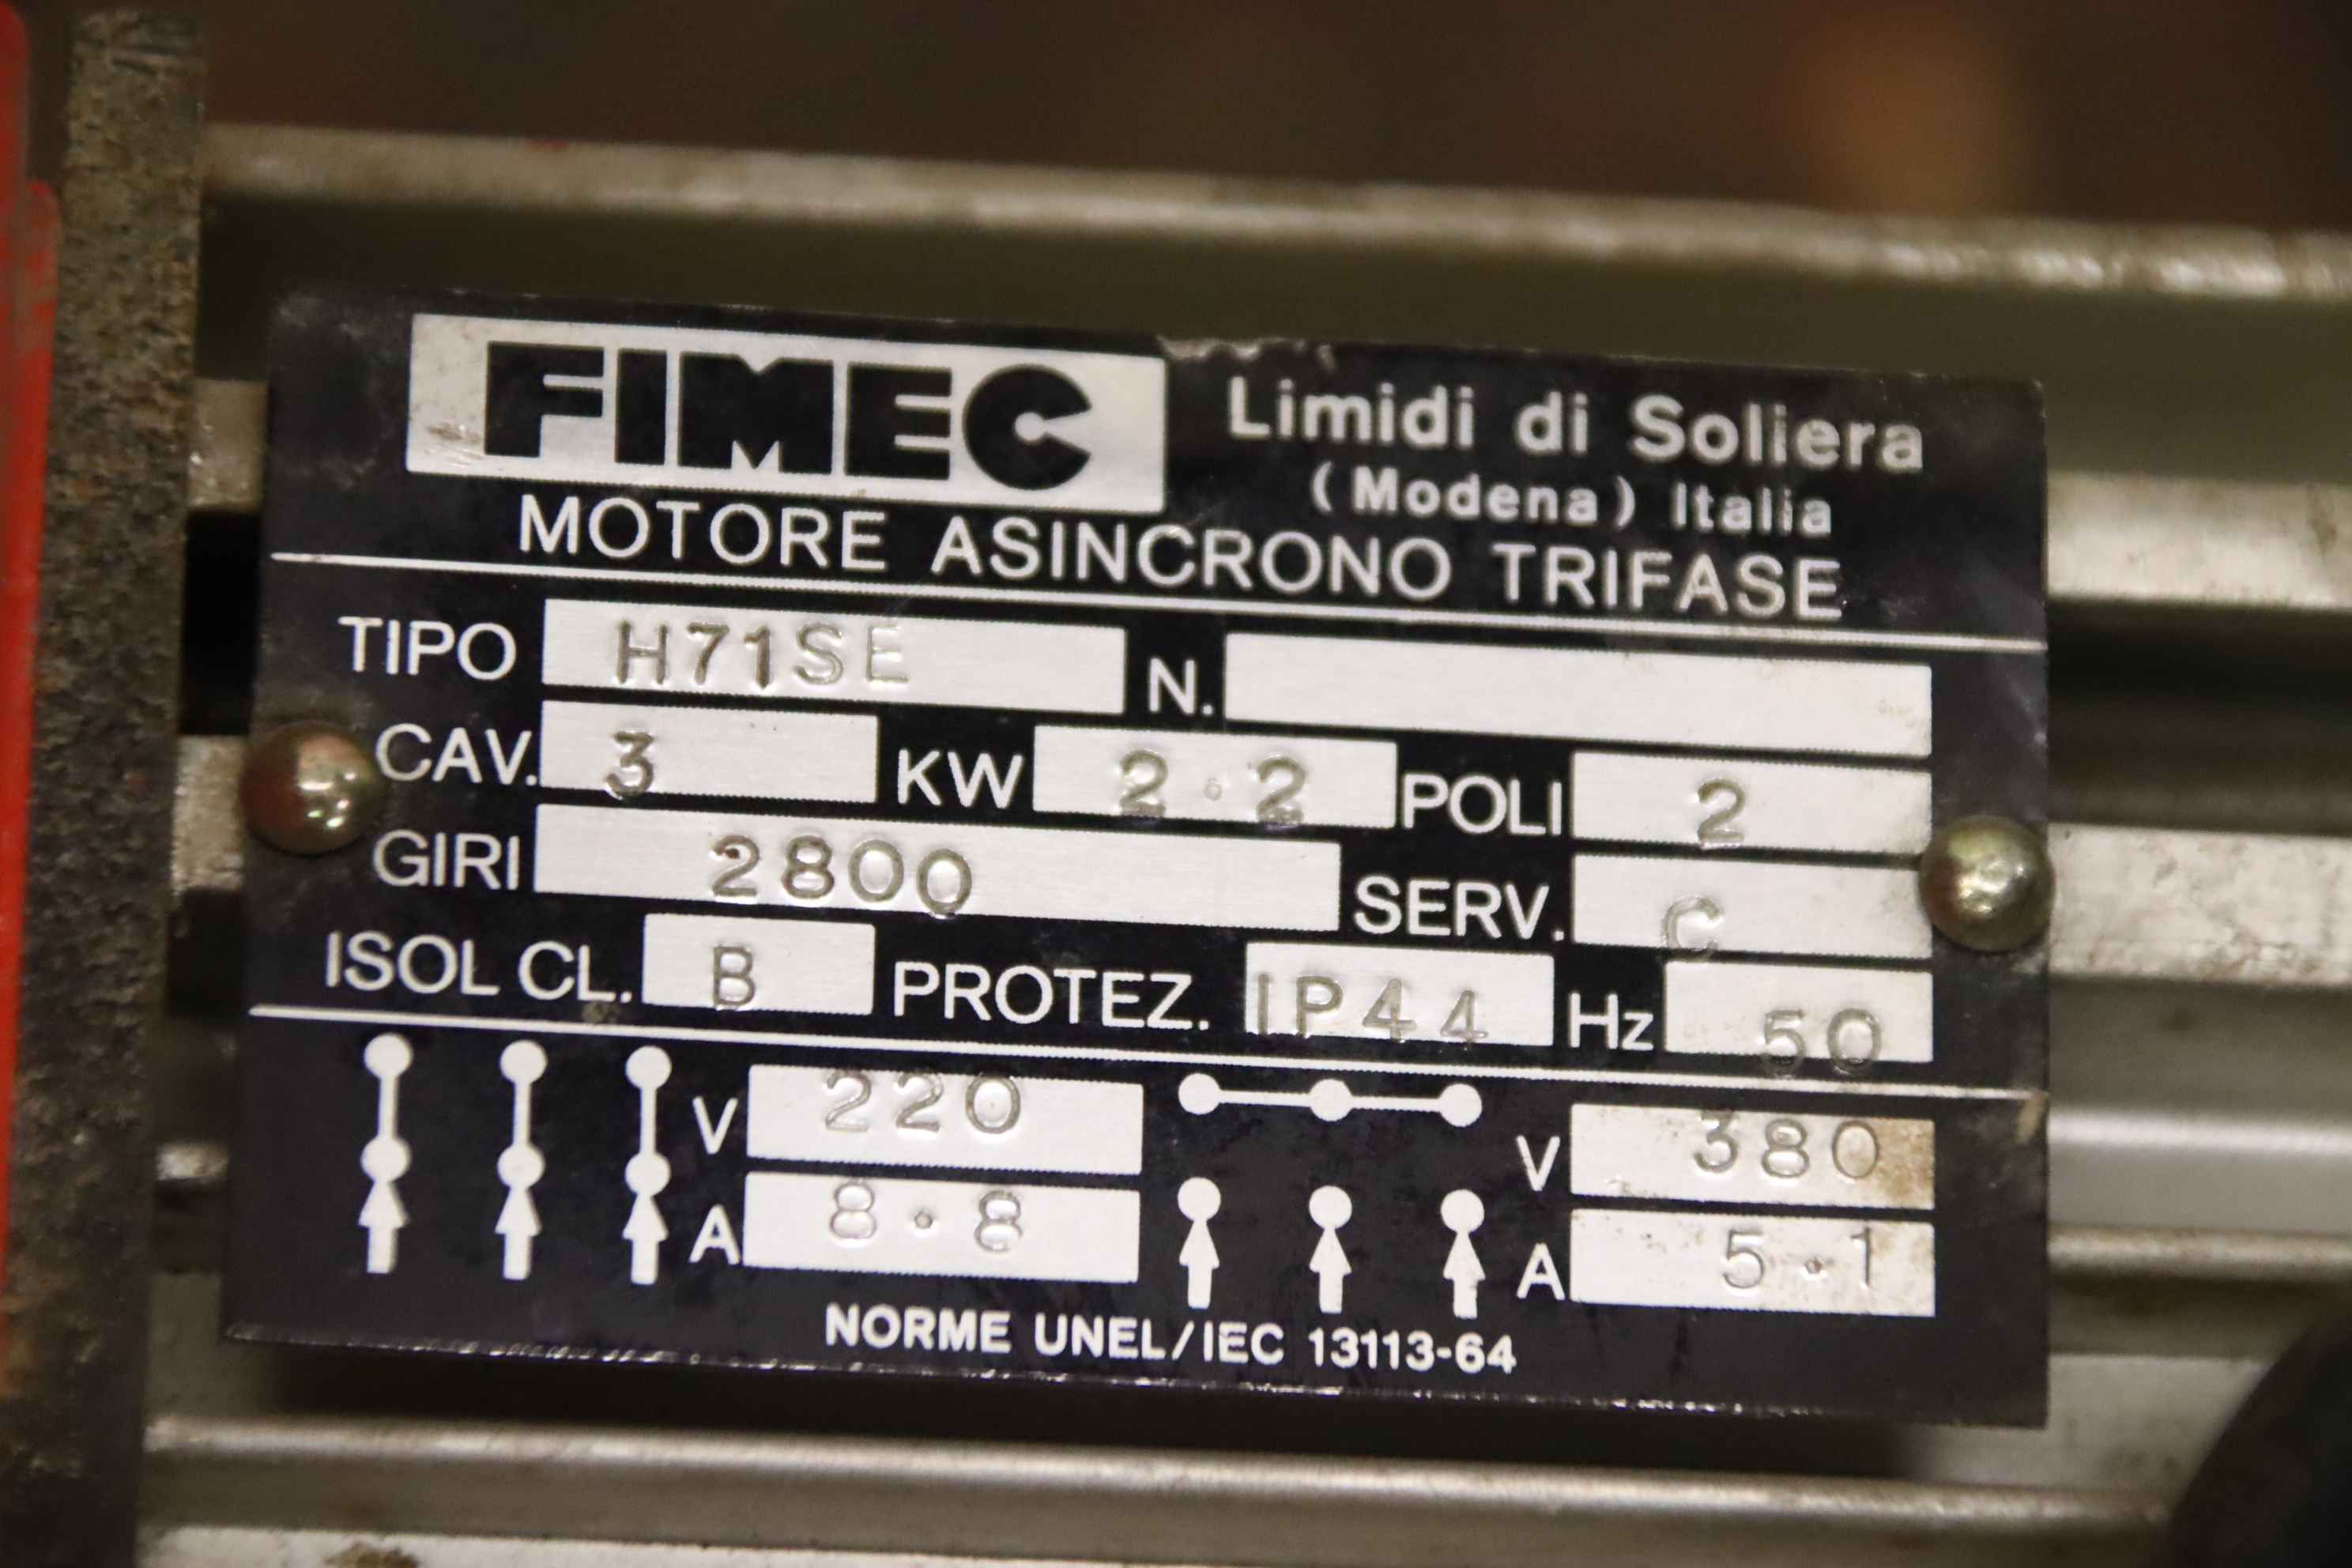 FIMEC Limidi di Soliera
(Modena) Italia
MOTORE ASINCRONO TRIFASE
TIPO H71SE N.
CAV. 3 KW 2.2 POLI 2
GIRI 2800 SERV. C
ISOL CL. B PROTEZ. IP44 Hz 50
V 220 V 380
A 8.8 A 5.1
NORME UNEL/IEC 13113-64